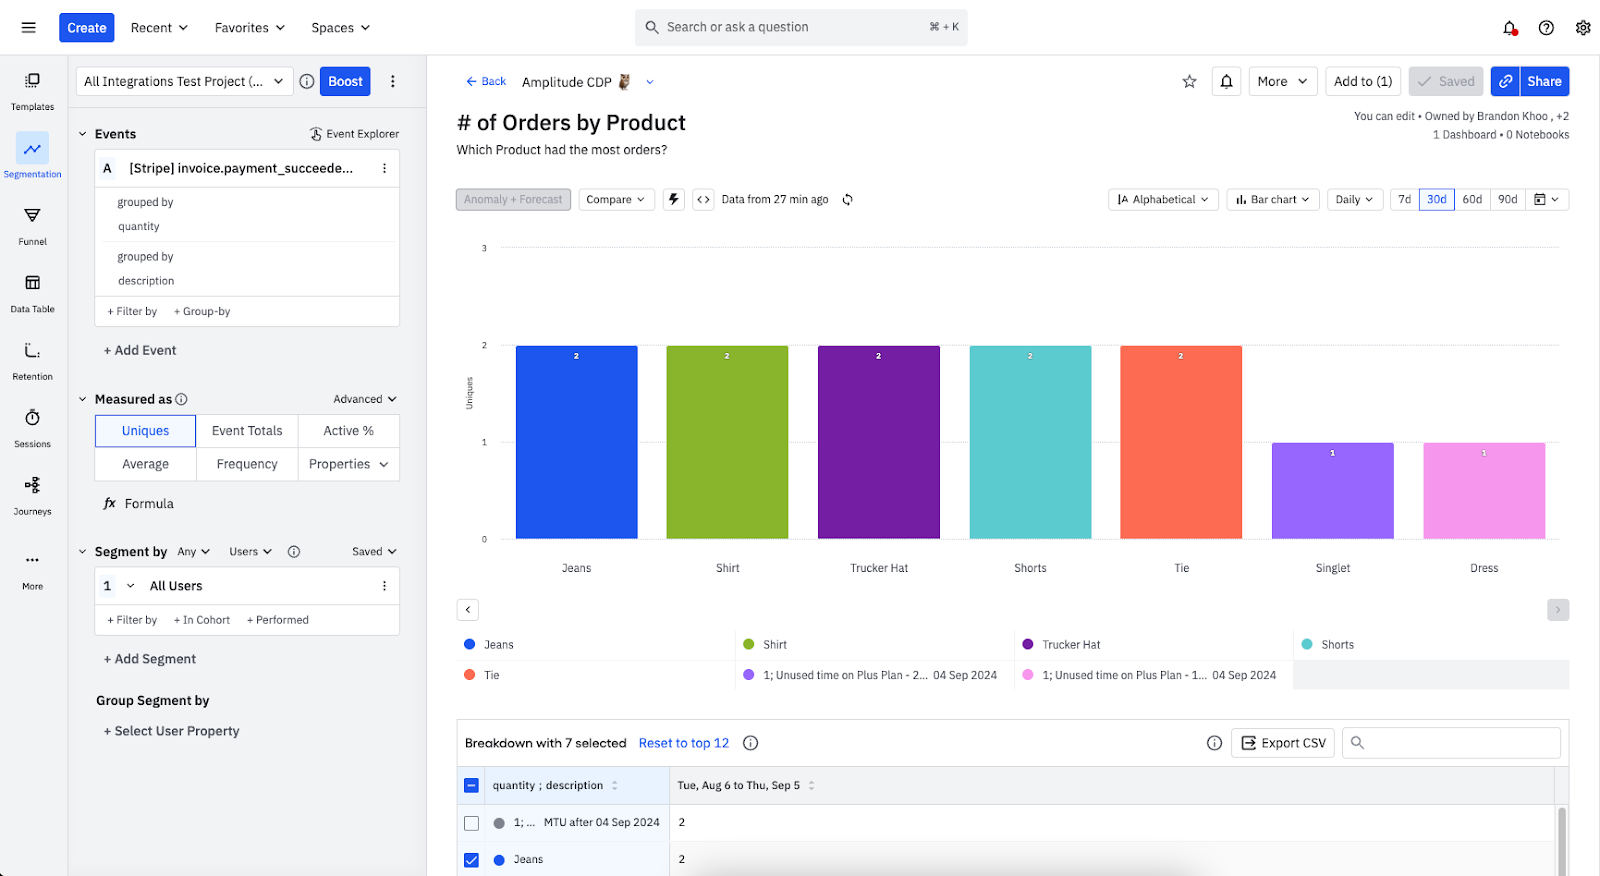 Create Recent Favorites Spaces Search or ask a question ⌘ + K
Templates
Segmentation
Funnel
Data Table
Retention
Sessions
Journeys
More
All Integrations Test Project (... Boost
Events Event Explorer
A [Stripe] invoice.payment_succeede...
grouped by
quantity
grouped by
description
+ Filter by + Group-by
+ Add Event
Measured as Advanced
Uniques Event Totals Active %
Average Frequency Properties
fx Formula
Segment by Any Users Saved
1 All Users
+ Filter by + In Cohort + Performed
+ Add Segment
Group Segment by
+ Select User Property
← Back Amplitude CDP More Add to (1) Saved Share
# of Orders by Product
Which Product had the most orders?
You can edit • Owned by Brandon Khoo , +2
1 Dashboard • 0 Notebooks
Anomaly + Forecast Compare Data from 27 min ago Alphabetical Bar chart Daily 7d 30d 60d 90d
3
2
1
0
Uniques
2 2 2 2 2 1 1
Jeans Shirt Trucker Hat Shorts Tie Singlet Dress
Jeans Shirt Trucker Hat Shorts
Tie 1; Unused time on Plus Plan - 2... 04 Sep 2024 1; Unused time on Plus Plan - 1... 04 Sep 2024
Breakdown with 7 selected Reset to top 12 Export CSV
quantity ; description Tue, Aug 6 to Thu, Sep 5
1; ... MTU after 04 Sep 2024 2
Jeans 2